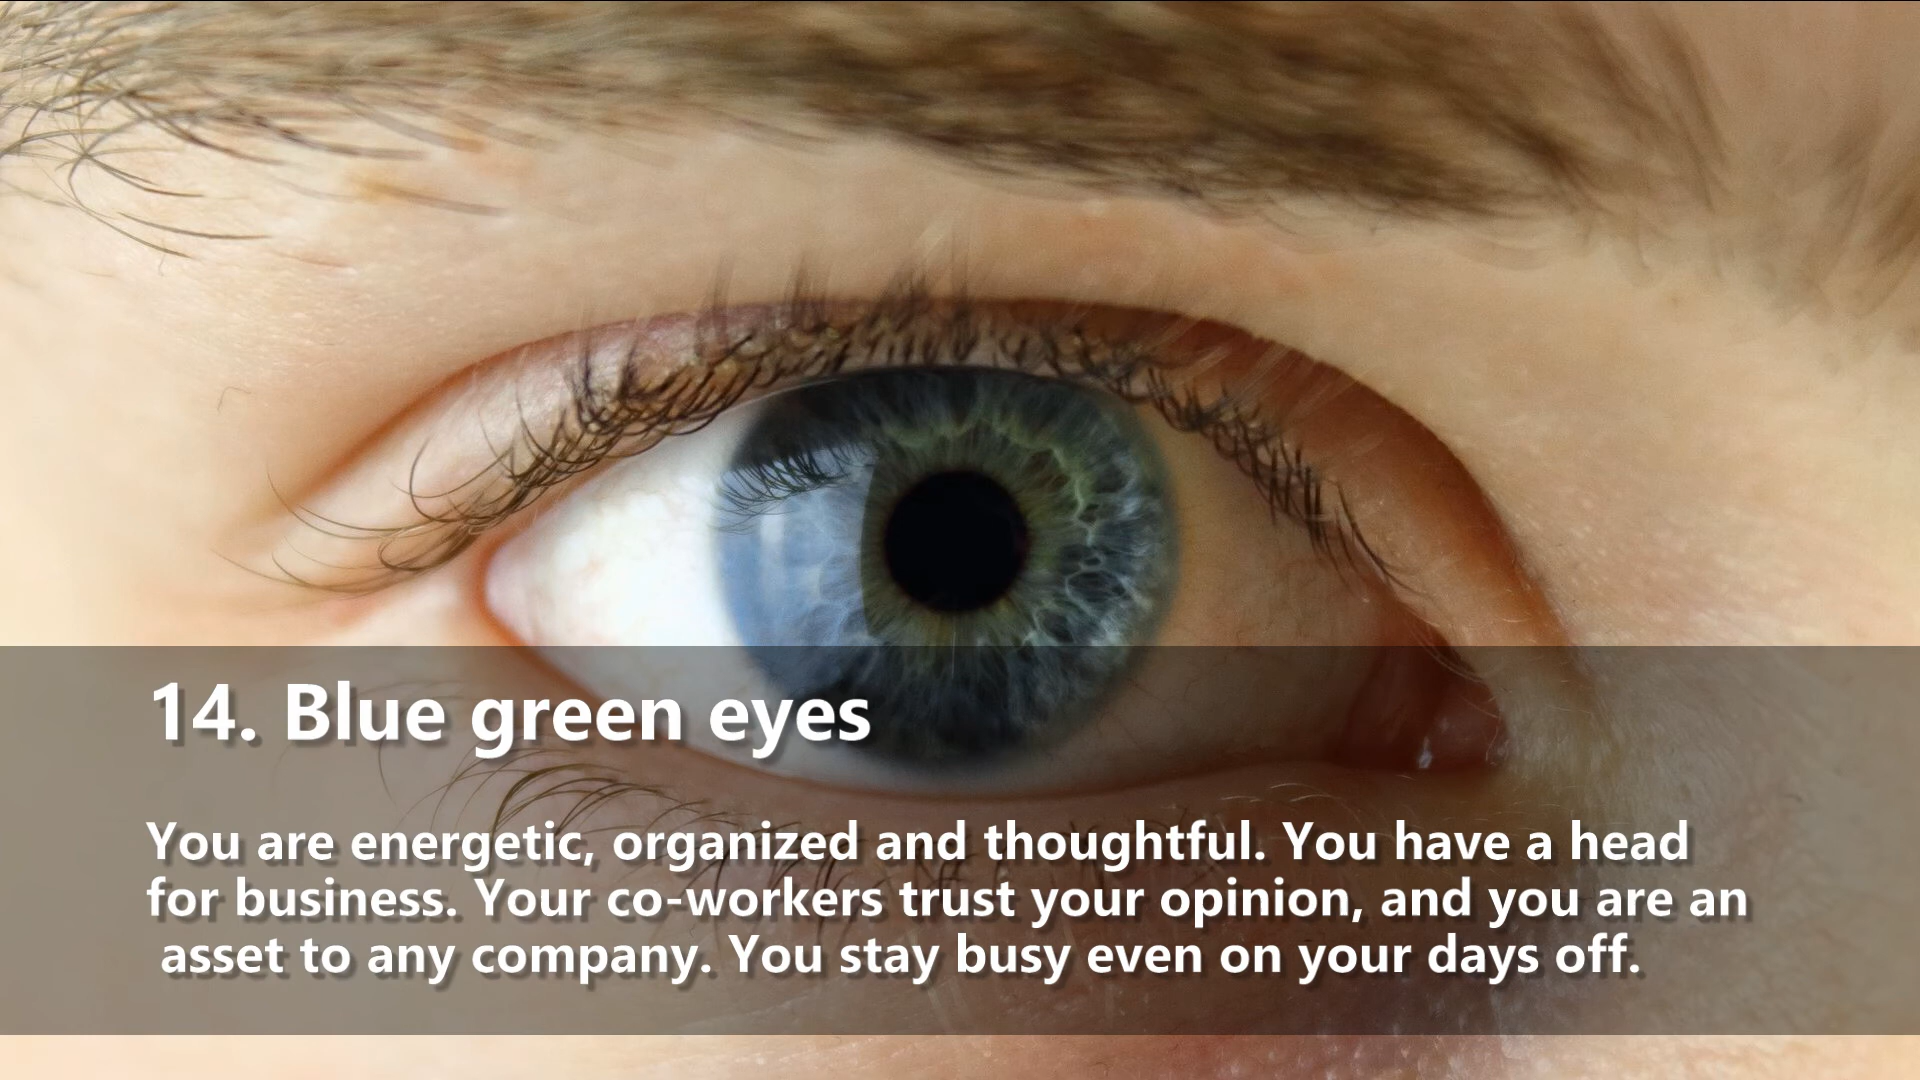 14. Blue green eyes
You are energetic, organized and thoughtful. You have a head
for business. Your co-workers trust your opinion, and you are an
asset to any company. You stay busy even on your days off.